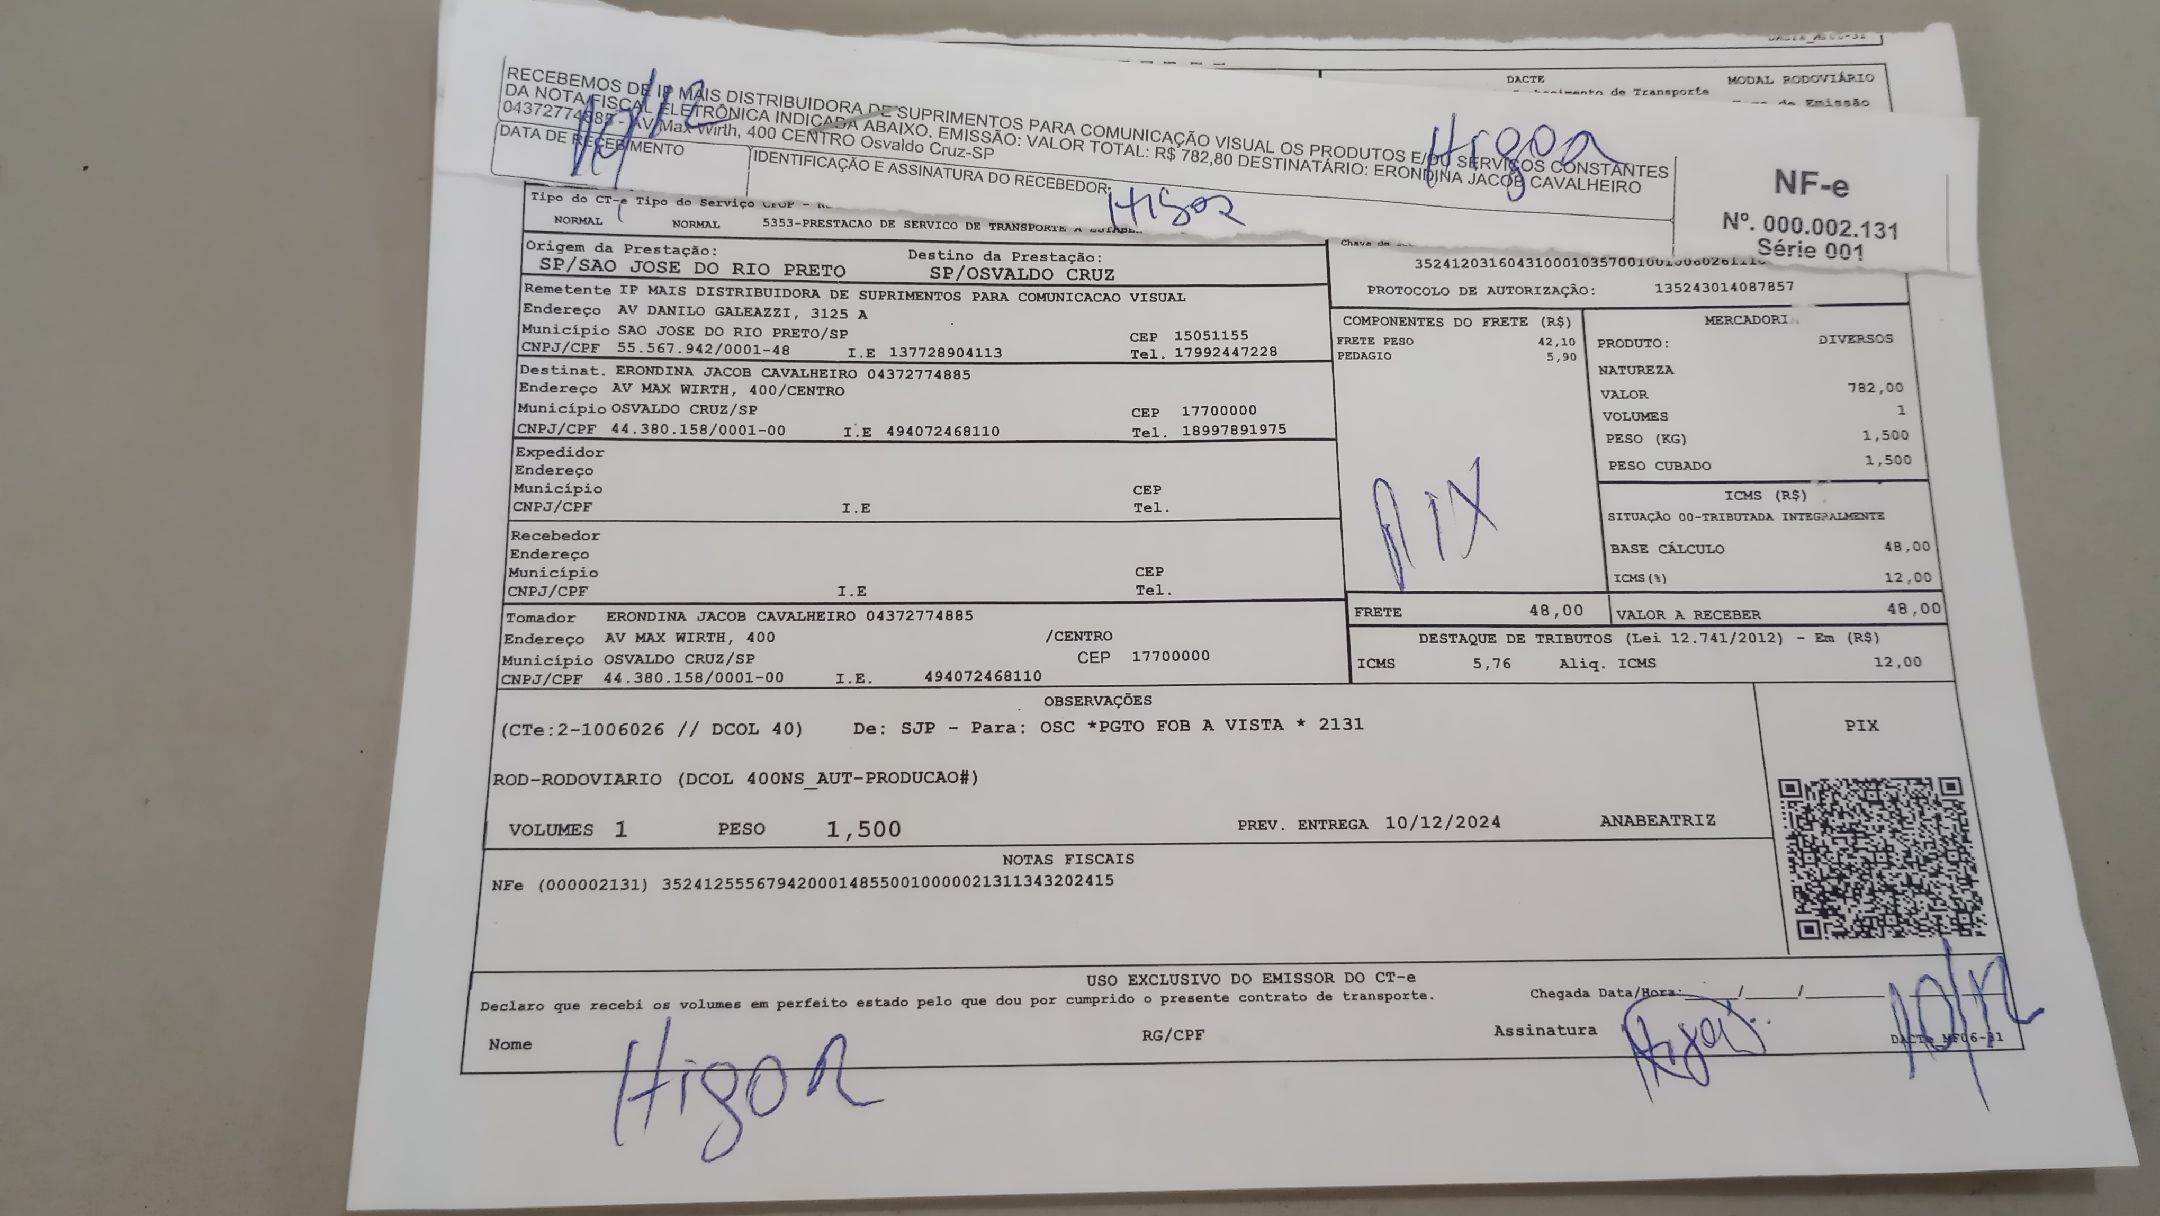 DACTE MODAL RODOVIÁRIO
de Transporte de Emissão
RECEBEMOS DE IP MAIS DISTRIBUIDORA DE SUPRIMENTOS PARA COMUNICAÇÃO VISUAL OS PRODUTOS E/OU SERVIÇOS CONSTANTES
DA NOTA FISCAL ELETRÔNICA INDICADA ABAIXO. EMISSÃO: VALOR TOTAL: R$ 782,80 DESTINATÁRIO: ERONDINA JACOB CAVALHEIRO
04372774885 - AV Max Wirth, 400 CENTRO Osvaldo Cruz-SP
DATA DE RECEBIMENTO
10/12
IDENTIFICAÇÃO E ASSINATURA DO RECEBEDOR
Higor
Higor
NF-e
Nº. 000.002.131
Série 001
Tipo do CT-e Tipo do Serviço
NORMAL NORMAL 5353-PRESTACAO DE SERVICO DE TRANSPORTE A
Origem da Prestação: Destino da Prestação:
SP/SAO JOSE DO RIO PRETO SP/OSVALDO CRUZ
PROTOCOLO DE AUTORIZAÇÃO: 135243014087857
Remetente IP MAIS DISTRIBUIDORA DE SUPRIMENTOS PARA COMUNICACAO VISUAL
Endereço AV DANILO GALEAZZI, 3125 A
Município SAO JOSE DO RIO PRETO/SP CEP 15051155
CNPJ/CPF 55.567.942/0001-48 I.E 137728904113 Tel. 17992447228
Destinat. ERONDINA JACOB CAVALHEIRO 04372774885
Endereço AV MAX WIRTH, 400/CENTRO
Município OSVALDO CRUZ/SP CEP 17700000
CNPJ/CPF 44.380.158/0001-00 I.E 494072468110 Tel. 18997891975
Expedidor
Endereço
Município CEP
CNPJ/CPF I.E Tel.
Recebedor
Endereço
Município CEP
CNPJ/CPF I.E Tel.
Tomador ERONDINA JACOB CAVALHEIRO 04372774885
Endereço AV MAX WIRTH, 400 /CENTRO
Município OSVALDO CRUZ/SP CEP 17700000
CNPJ/CPF 44.380.158/0001-00 I.E. 494072468110
COMPONENTES DO FRETE (R$)
FRETE PESO 42,10
PEDAGIO 5,90
PIX
MERCADORI
PRODUTO: DIVERSOS
NATUREZA
VALOR 782,00
VOLUMES 1
PESO (KG) 1,500
PESO CUBADO 1,500
ICMS (R$)
SITUAÇÃO 00-TRIBUTADA INTEGRALMENTE
BASE CÁLCULO 48,00
ICMS(%) 12,00
FRETE 48,00 VALOR A RECEBER 48,00
DESTAQUE DE TRIBUTOS (Lei 12.741/2012) - Em (R$)
ICMS 5,76 Aliq. ICMS 12,00
OBSERVAÇÕES
(CTe:2-1006026 // DCOL 40) De: SJP - Para: OSC *PGTO FOB A VISTA * 2131
ROD-RODOVIARIO (DCOL 400NS_AUT-PRODUCAO#)
VOLUMES 1 PESO 1,500 PREV. ENTREGA 10/12/2024 ANABEATRIZ
PIX
NOTAS FISCAIS
NFe (000002131) 35241255567942000148550010000021311343202415
USO EXCLUSIVO DO EMISSOR DO CT-e
Declaro que recebi os volumes em perfeito estado pelo que dou por cumprido o presente contrato de transporte. Chegada Data/Hora: / /
Nome RG/CPF Assinatura
Higor
Higor
10/12